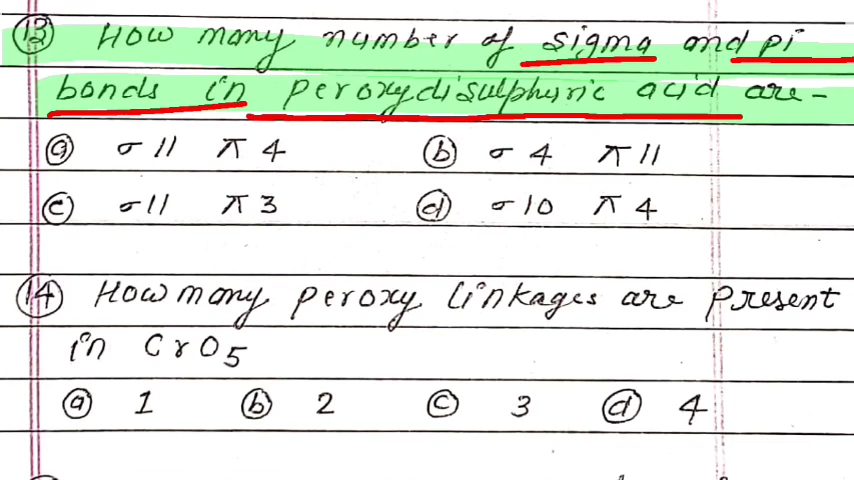 13 How many number of sigma and pi
bonds in peroxydisulphuric acid are-
a σ 11 π 4 b σ 4 π 11
c σ 11 π 3 d σ 10 π 4
14 How many peroxy linkages are present
in CrO5
a 1 b 2 c 3 d 4